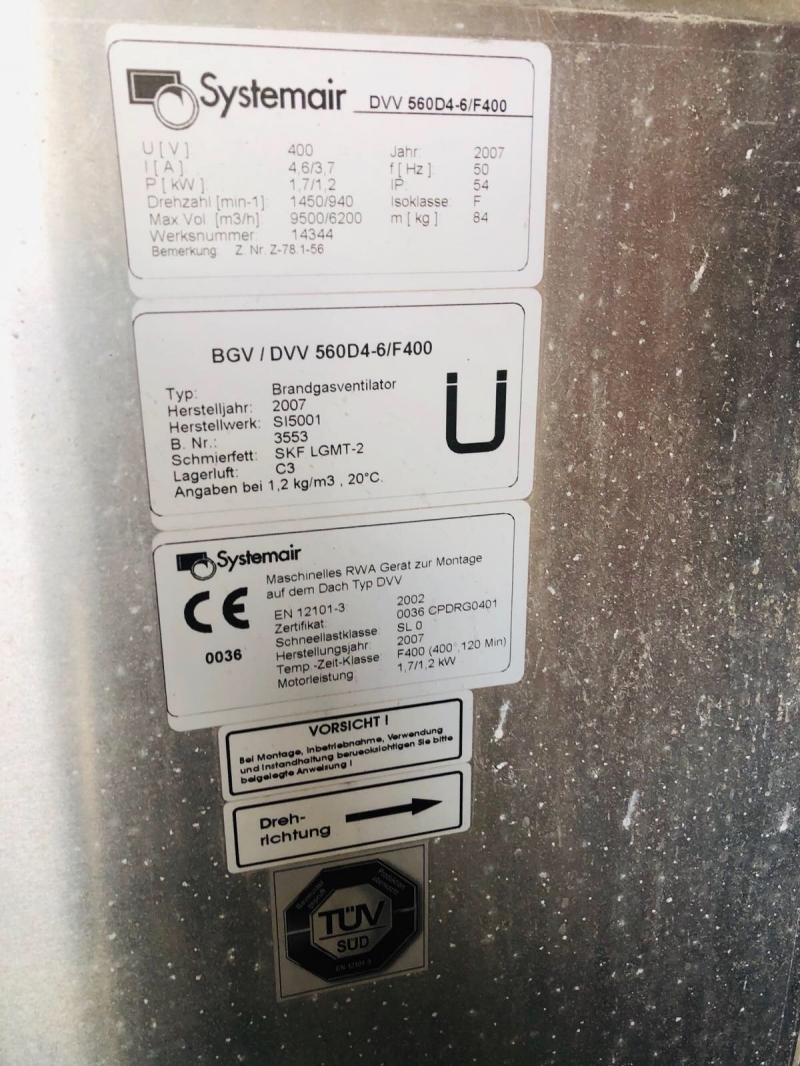 Systemair DVV 560D4-6/F400
U [ V ] 400 Jahr: 2007
I [ A ] 4,6/3,7 f [ Hz ] 50
P [ kW ] 1,7/1,2 IP: 54
Drehzahl [min-1]: 1450/940 Isoklasse: F
Max Vol. [m3/h] 9500/6200 m [ kg ] 84
Werksnummer: 14344
Bemerkung: Z. Nr. Z-78.1-56
BGV / DVV 560D4-6/F400
Typ: Brandgasventilator
Herstelljahr: 2007
Herstellwerk: SI5001
B. Nr.: 3553
Schmierfett: SKF LGMT-2
Lagerluft: C3
Angaben bei 1,2 kg/m3 , 20°C.
Ü
Systemair
Maschinelles RWA Gerät zur Montage
auf dem Dach Typ DVV
CE
0036
EN 12101-3 2002
Zertifikat: 0036 CPDRG0401
Schneellastklasse SL 0
Herstellungsjahr: 2007
Temp.-Zeit-Klasse F400 (400°,120 Min)
Motorleistung 1,7/1,2 kW
VORSICHT !
Bei Montage, Inbetriebnahme, Verwendung
und Instandhaltung beruecksichtigen Sie bitte
beigelegte Anweisung !
Dreh-
richtung
TÜV
SÜD
EN 12101-3